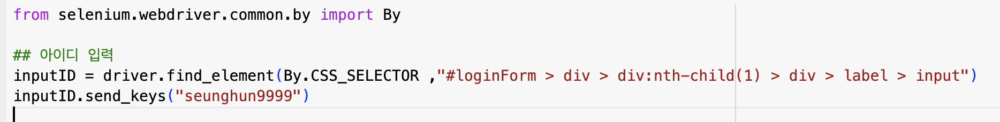 from selenium.webdriver.common.by import By
## 아이디 입력
inputID = driver.find_element(By.CSS_SELECTOR ,"#loginForm > div > div:nth-child(1) > div > label > input")
inputID.send_keys("seunghun9999")